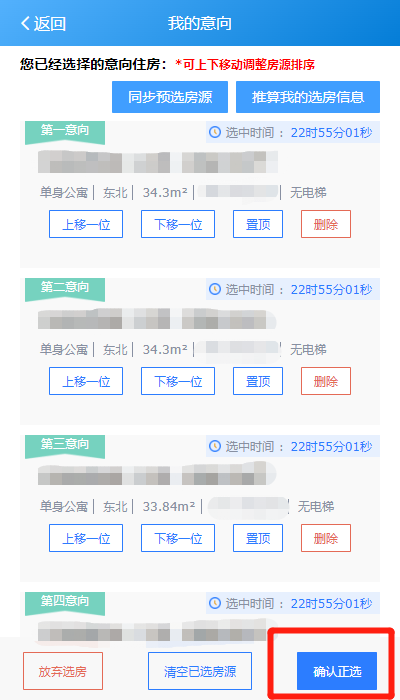 返回 我的意向
您已经选择的意向住房：*可上下移动调整房源排序
同步预选房源 推算我的选房信息
第一意向 选中时间 ：22时55分01秒
单身公寓 | 东北 | 34.3m² | 无电梯
上移一位 下移一位 置顶 删除
第二意向 选中时间 ：22时55分01秒
单身公寓 | 东北 | 34.3m² | 无电梯
上移一位 下移一位 置顶 删除
第三意向 选中时间 ：22时55分01秒
单身公寓 | 东北 | 33.84m² | 无电梯
上移一位 下移一位 置顶 删除
第四意向 选中时间 ：22时55分01秒
放弃选房 清空已选房源 确认正选